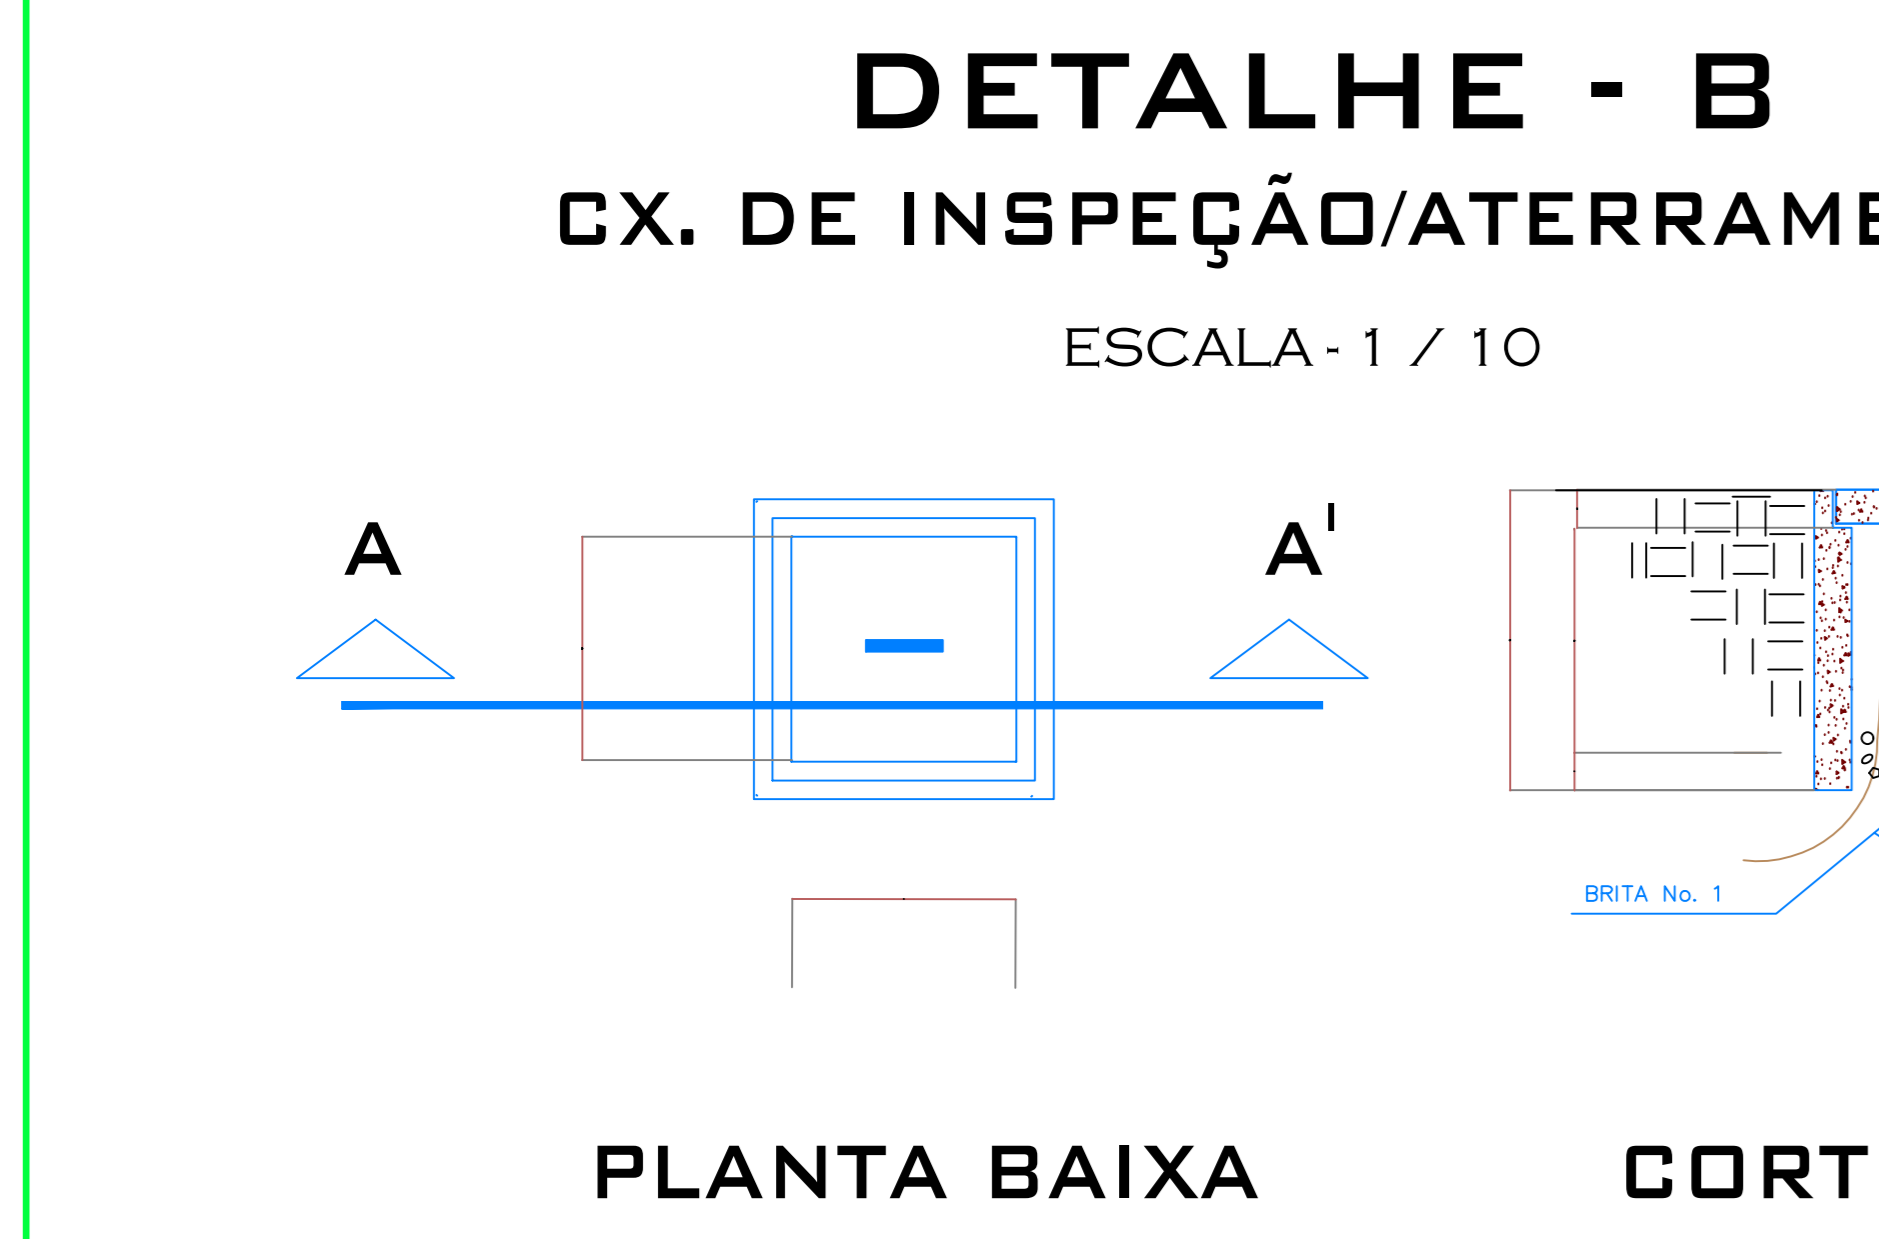 DETALHE - B
CX. DE INSPEÇÃO/ATERRAME
ESCALA - 1 / 10
A
A'
BRITA No. 1
PLANTA BAIXA
CORT